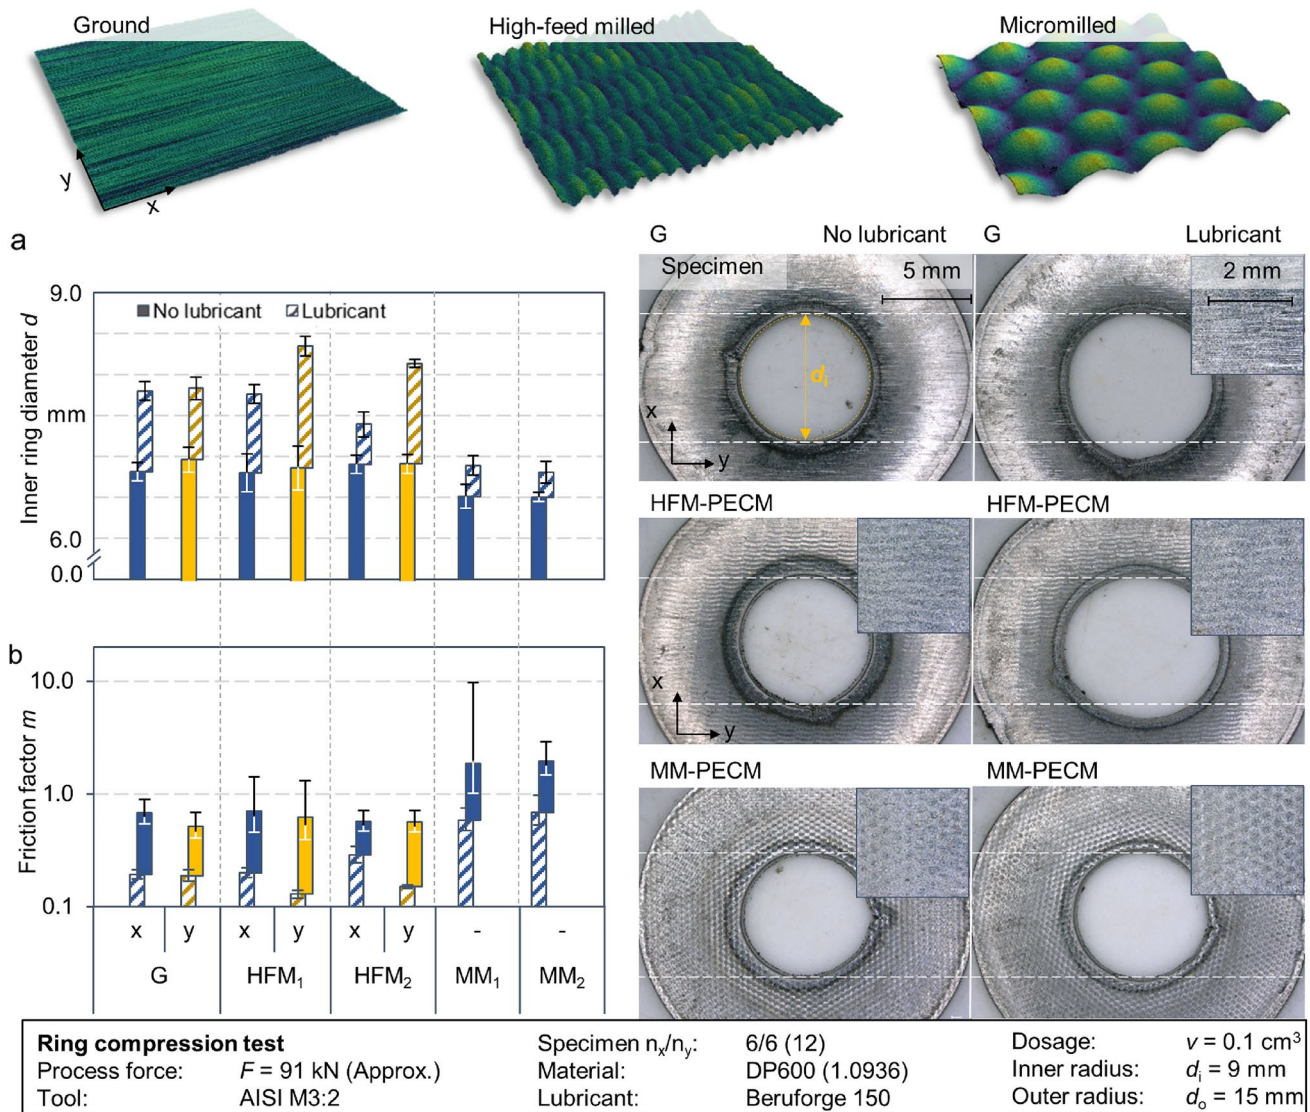 Ground
High-feed milled
Micromilled
y
x
a
9.0
No lubricant
Lubricant
Inner ring diameter d
mm
6.0
0.0
b
10.0
1.0
0.1
Friction factor m
x y x y x y - -
G HFM1 HFM2 MM1 MM2
G No lubricant
Specimen
5 mm
di
x
y
G Lubricant
2 mm
HFM-PECM
x
y
HFM-PECM
MM-PECM
MM-PECM
Ring compression test
Process force: F = 91 kN (Approx.)
Tool: AISI M3:2
Specimen nx/ny: 6/6 (12)
Material: DP600 (1.0936)
Lubricant: Beruforge 150
Dosage: v = 0.1 cm³
Inner radius: di = 9 mm
Outer radius: do = 15 mm